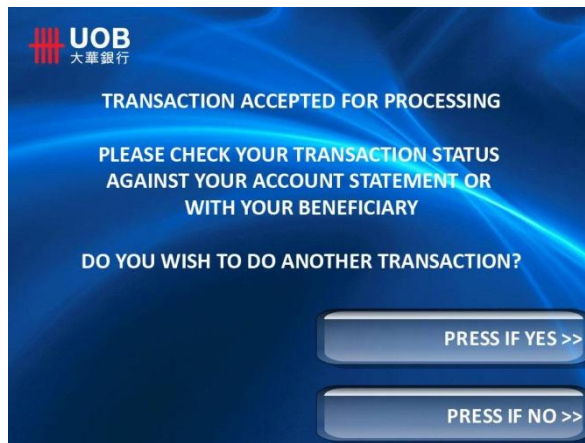 UOB
大華銀行
TRANSACTION ACCEPTED FOR PROCESSING
PLEASE CHECK YOUR TRANSACTION STATUS
AGAINST YOUR ACCOUNT STATEMENT OR
WITH YOUR BENEFICIARY
DO YOU WISH TO DO ANOTHER TRANSACTION?
PRESS IF YES >>
PRESS IF NO >>